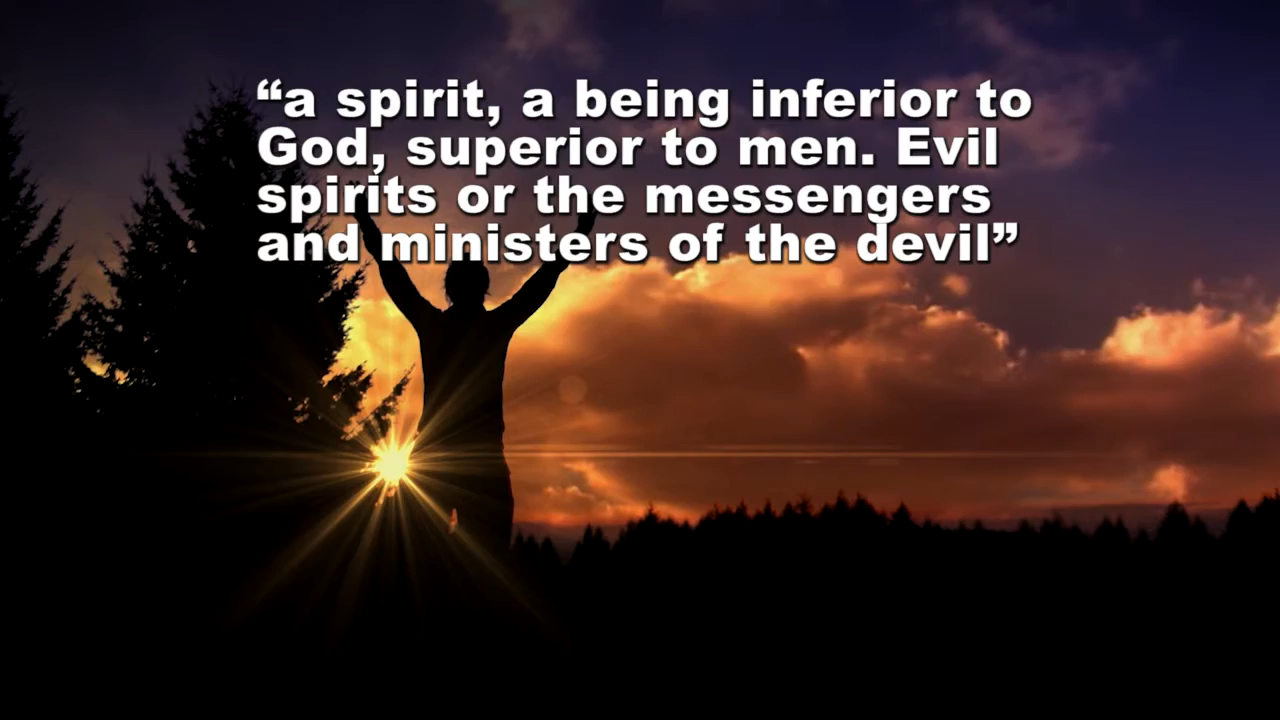 “a spirit, a being inferior to
God, superior to men. Evil
spirits or the messengers
and ministers of the devil”